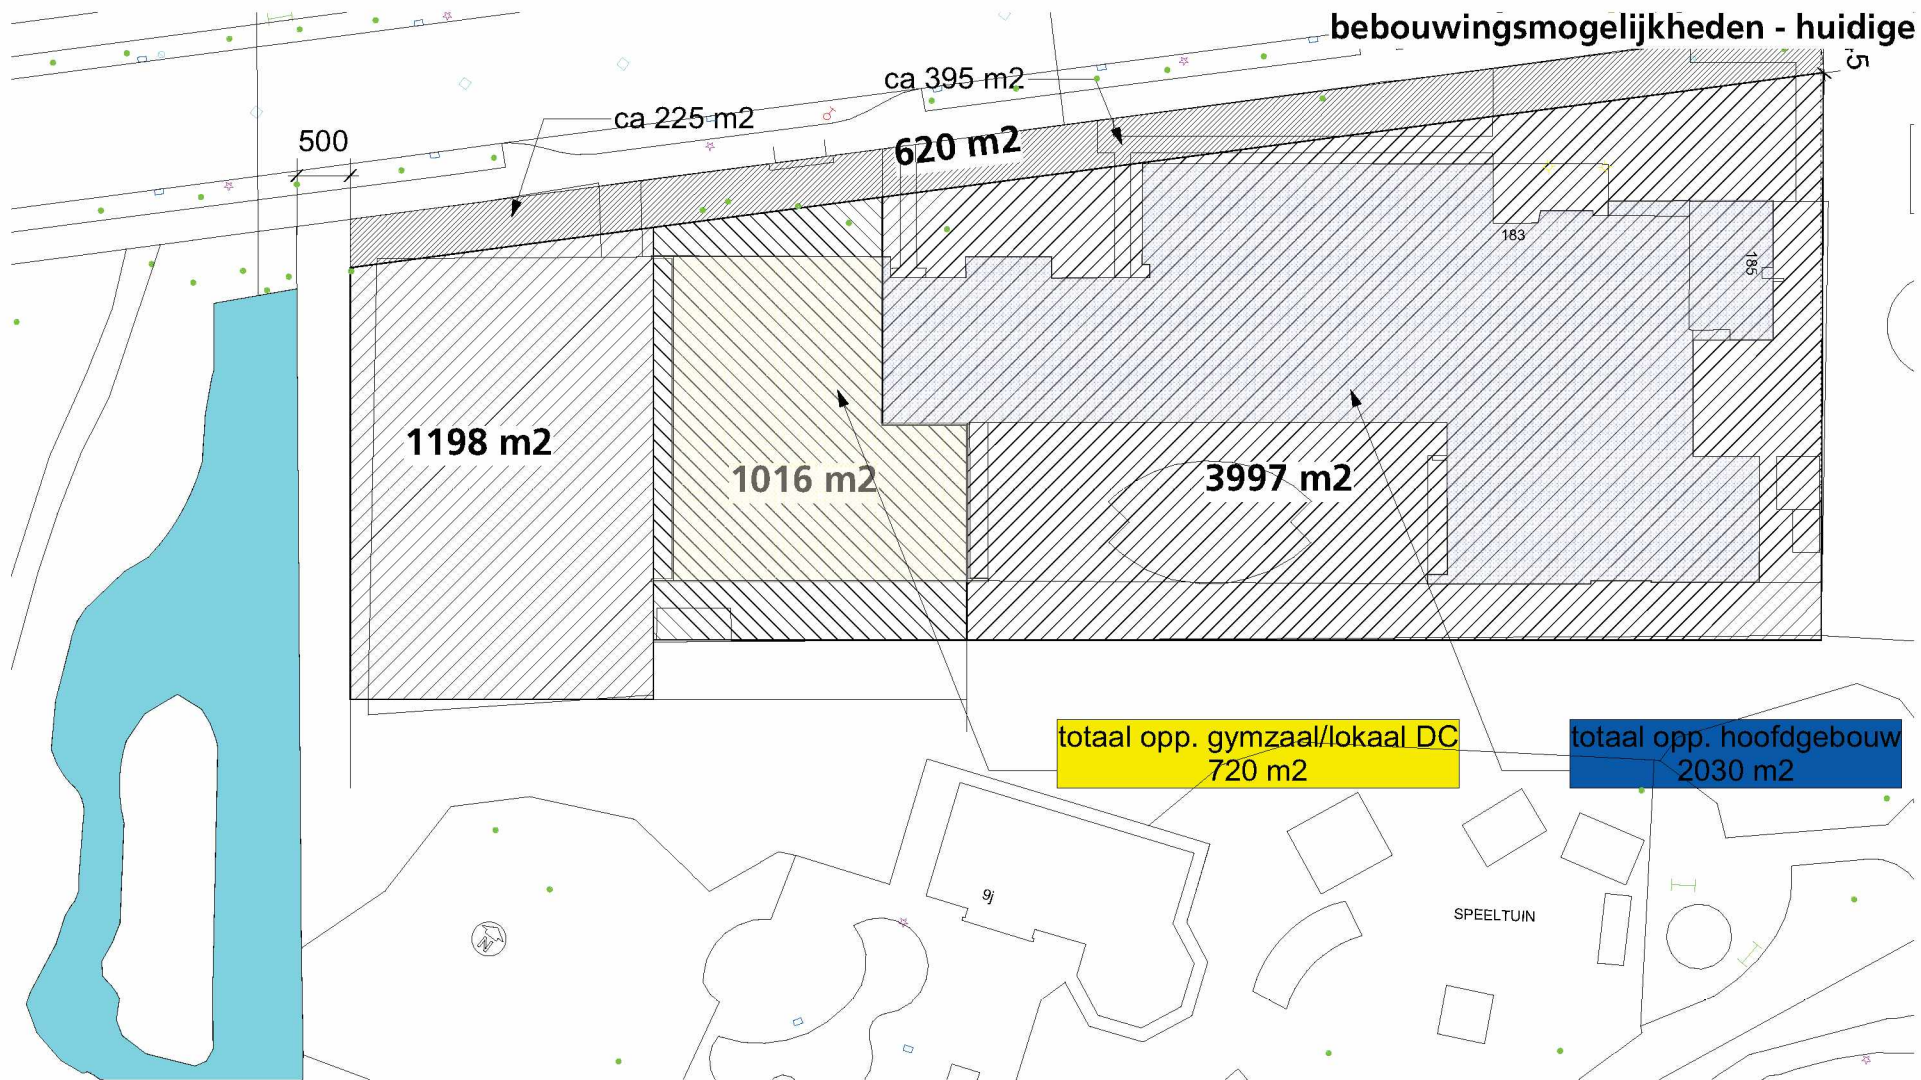 bebouwingsmogelijkheden - huidige
ca 395 m2
ca 225 m2
500
620 m2
183
185
1198 m2
1016 m2
3997 m2
totaal opp. gymzaal/lokaal DC
720 m2
totaal opp. hoofdgebouw
2030 m2
9j
SPEELTUIN
N